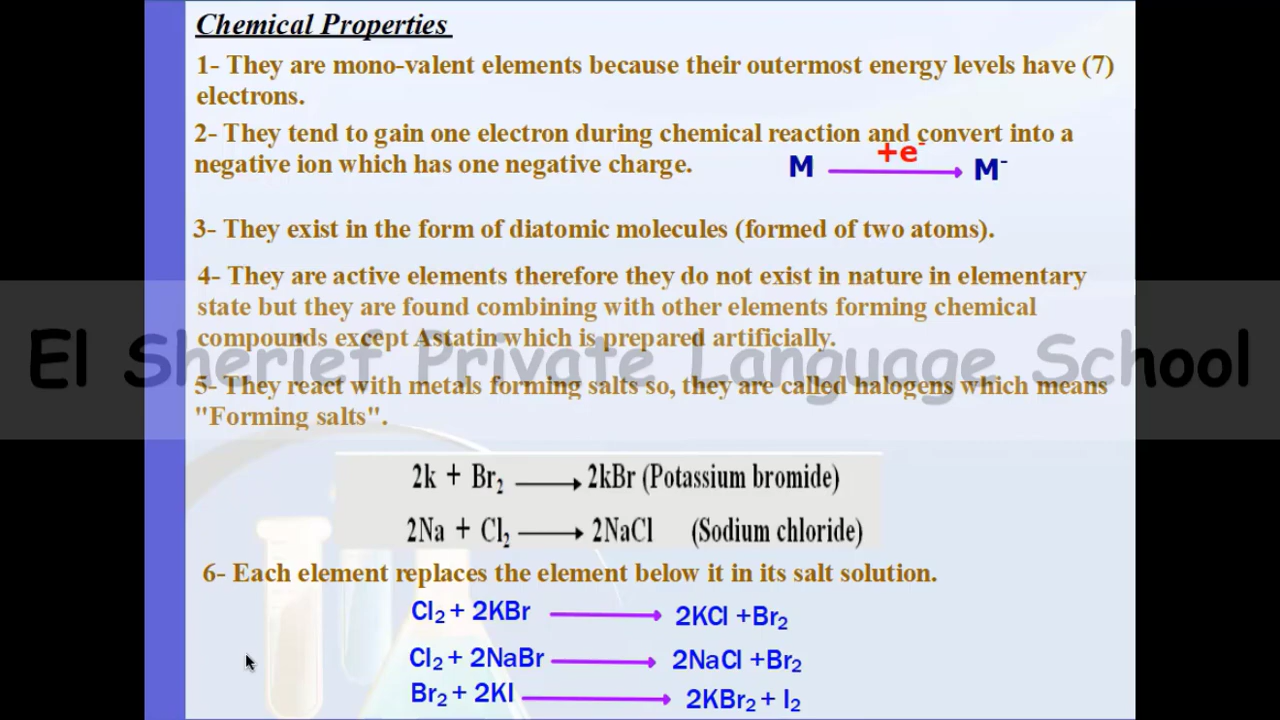 Chemical Properties
1- They are mono-valent elements because their outermost energy levels have (7)
electrons.
2- They tend to gain one electron during chemical reaction and convert into a
negative ion which has one negative charge.
M +e⁻ → M⁻
3- They exist in the form of diatomic molecules (formed of two atoms).
4- They are active elements therefore they do not exist in nature in elementary
state but they are found combining with other elements forming chemical
compounds except Astatin which is prepared artificially.
El Sherief Private Language School
5- They react with metals forming salts so, they are called halogens which means
"Forming salts".
2k + Br₂ → 2kBr (Potassium bromide)
2Na + Cl₂ → 2NaCl (Sodium chloride)
6- Each element replaces the element below it in its salt solution.
Cl₂ + 2KBr → 2KCl +Br₂
Cl₂ + 2NaBr → 2NaCl +Br₂
Br₂ + 2KI → 2KBr₂ + I₂